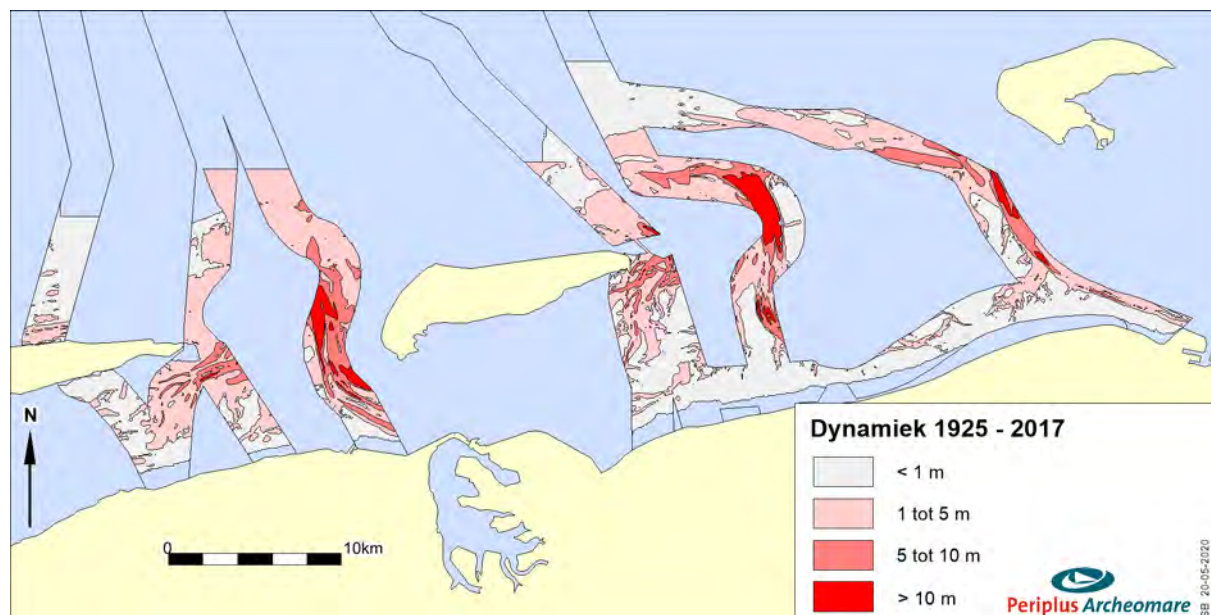 N
0 10km
Dynamiek 1925 - 2017
< 1 m
1 tot 5 m
5 tot 10 m
> 10 m
Periplus Archeomare
SB 20-05-2020